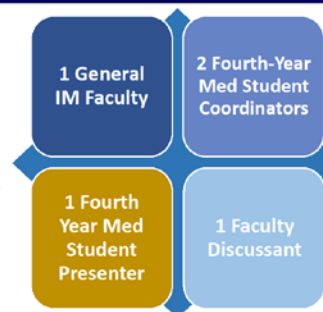 1 General
IM Faculty
2 Fourth-Year
Med Student
Coordinators
1 Fourth
Year Med
Student
Presenter
1 Faculty
Discussant